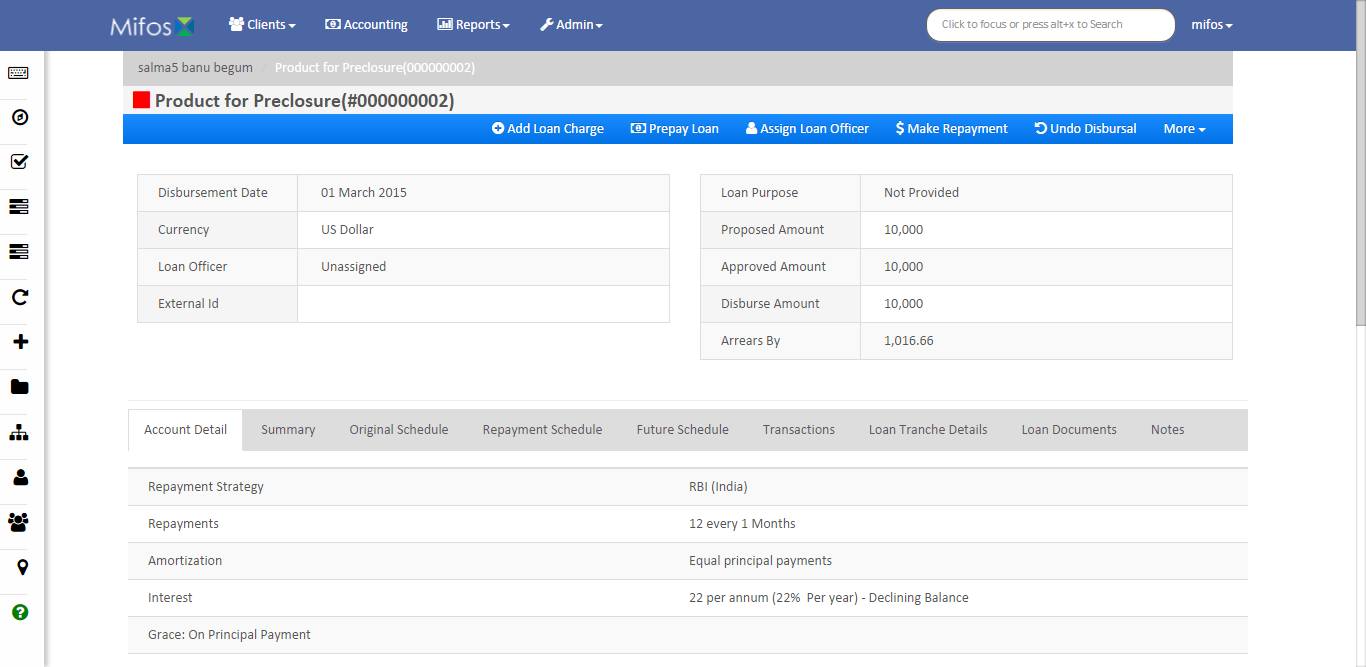 Mifos Clients Accounting Reports Admin Click to focus or press alt+x to Search mifos
salma5 banu begum / Product for Preclosure(000000002)
Product for Preclosure(#000000002)
Add Loan Charge Prepay Loan Assign Loan Officer $ Make Repayment Undo Disbursal More
Disbursement Date 01 March 2015
Currency US Dollar
Loan Officer Unassigned
External Id
Loan Purpose Not Provided
Proposed Amount 10,000
Approved Amount 10,000
Disburse Amount 10,000
Arrears By 1,016.66
Account Detail Summary Original Schedule Repayment Schedule Future Schedule Transactions Loan Tranche Details Loan Documents Notes
Repayment Strategy RBI (India)
Repayments 12 every 1 Months
Amortization Equal principal payments
Interest 22 per annum (22% Per year) - Declining Balance
Grace: On Principal Payment